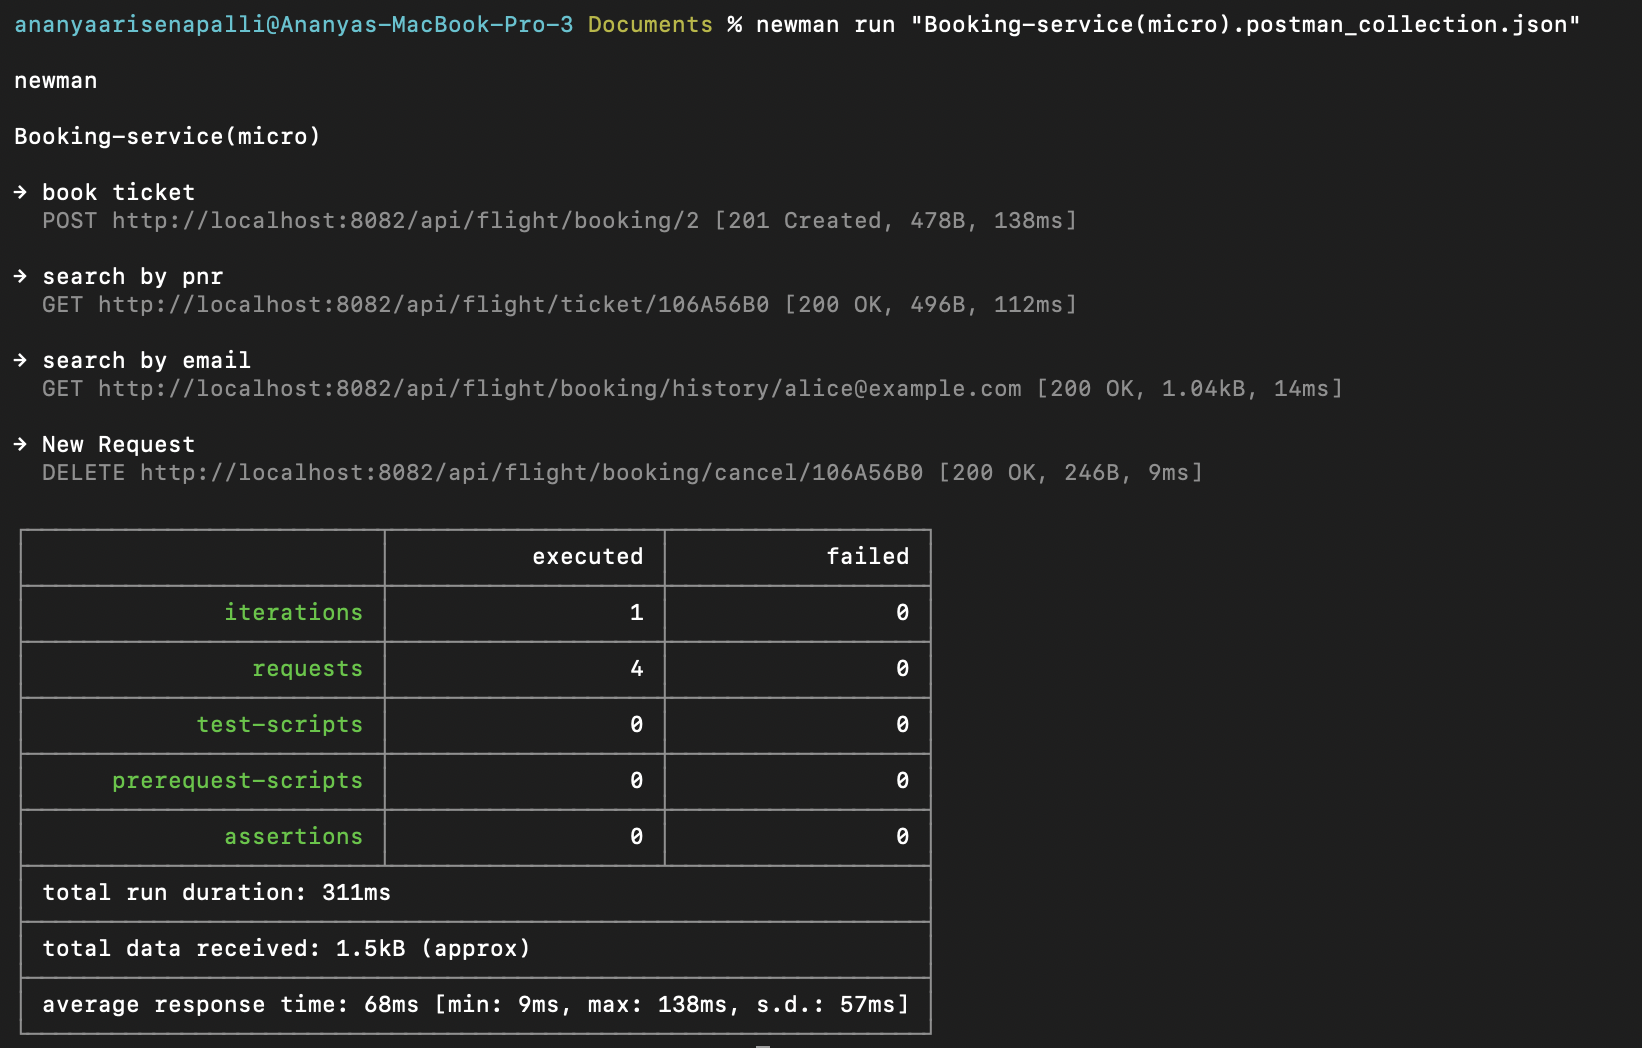 ananyaarisenapalli@Ananyas-MacBook-Pro-3 Documents % newman run "Booking-service(micro).postman_collection.json"
newman
Booking-service(micro)
→ book ticket
POST http://localhost:8082/api/flight/booking/2 [201 Created, 478B, 138ms]
→ search by pnr
GET http://localhost:8082/api/flight/ticket/106A56B0 [200 OK, 496B, 112ms]
→ search by email
GET http://localhost:8082/api/flight/booking/history/alice@example.com [200 OK, 1.04kB, 14ms]
→ New Request
DELETE http://localhost:8082/api/flight/booking/cancel/106A56B0 [200 OK, 246B, 9ms]
executed failed
iterations 1 0
requests 4 0
test-scripts 0 0
prerequest-scripts 0 0
assertions 0 0
total run duration: 311ms
total data received: 1.5kB (approx)
average response time: 68ms [min: 9ms, max: 138ms, s.d.: 57ms]